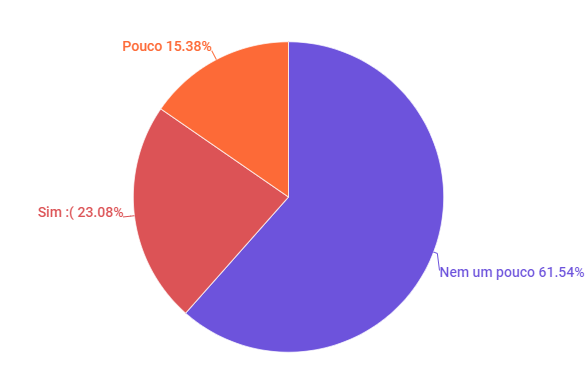 Pouco 15.38%
Sim :( 23.08%
Nem um pouco 61.54%